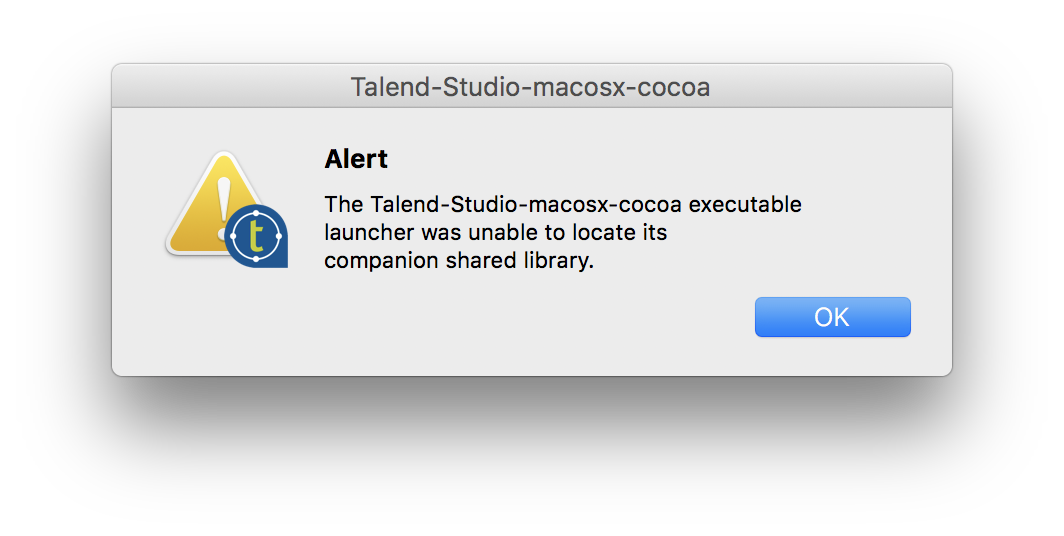 Talend-Studio-macosx-cocoa
Alert
The Talend-Studio-macosx-cocoa executable
launcher was unable to locate its
companion shared library.
t
OK